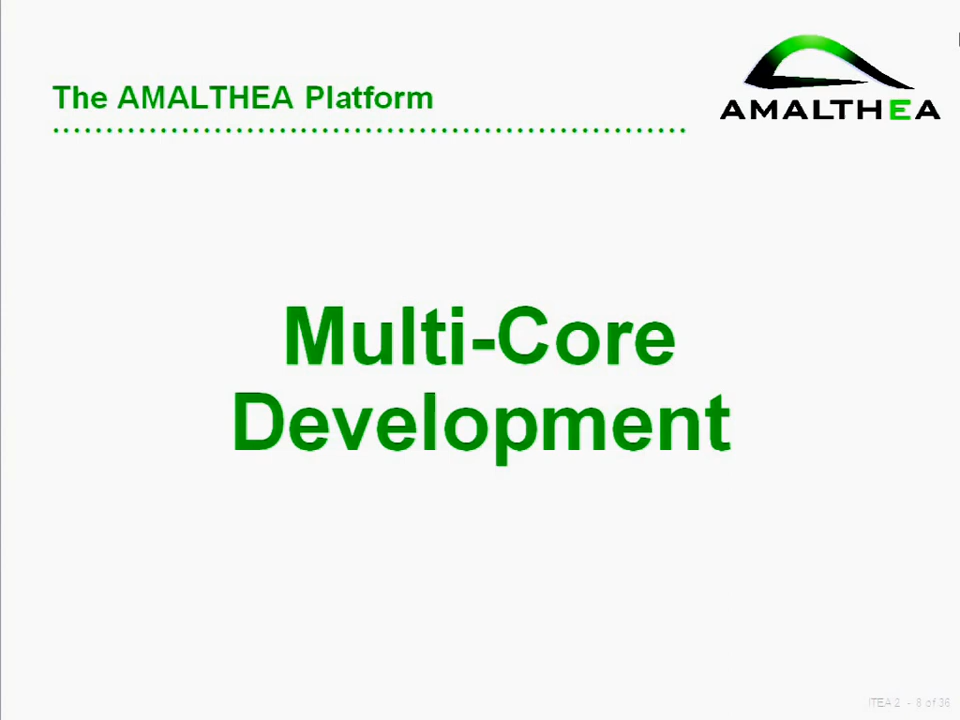 The AMALTHEA Platform
AMALTHEA
Multi-Core
Development
ITEA 2 - 8 of 36